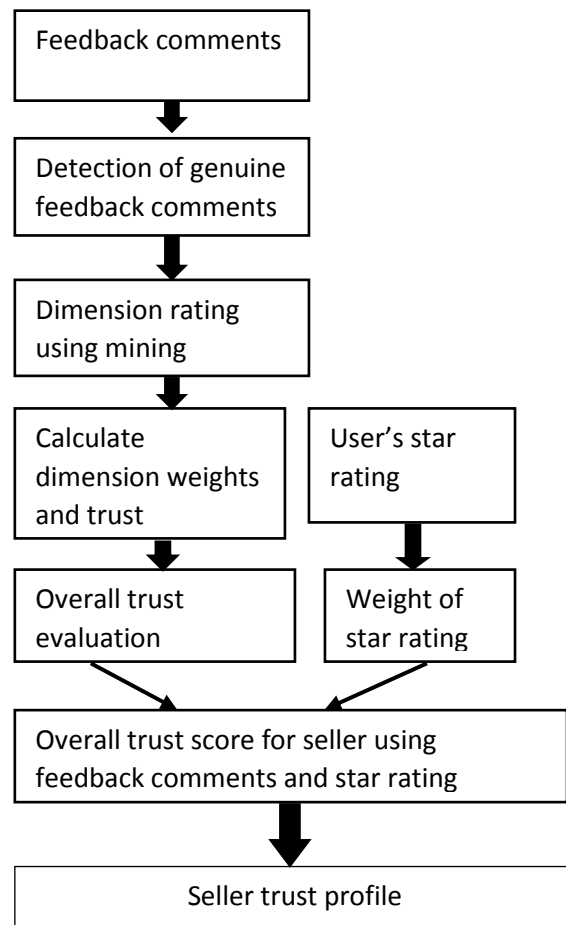 Feedback comments
Detection of genuine
feedback comments
Dimension rating
using mining
Calculate
dimension weights
and trust
User’s star
rating
Overall trust
evaluation
Weight of
star rating
Overall trust score for seller using
feedback comments and star rating
Seller trust profile